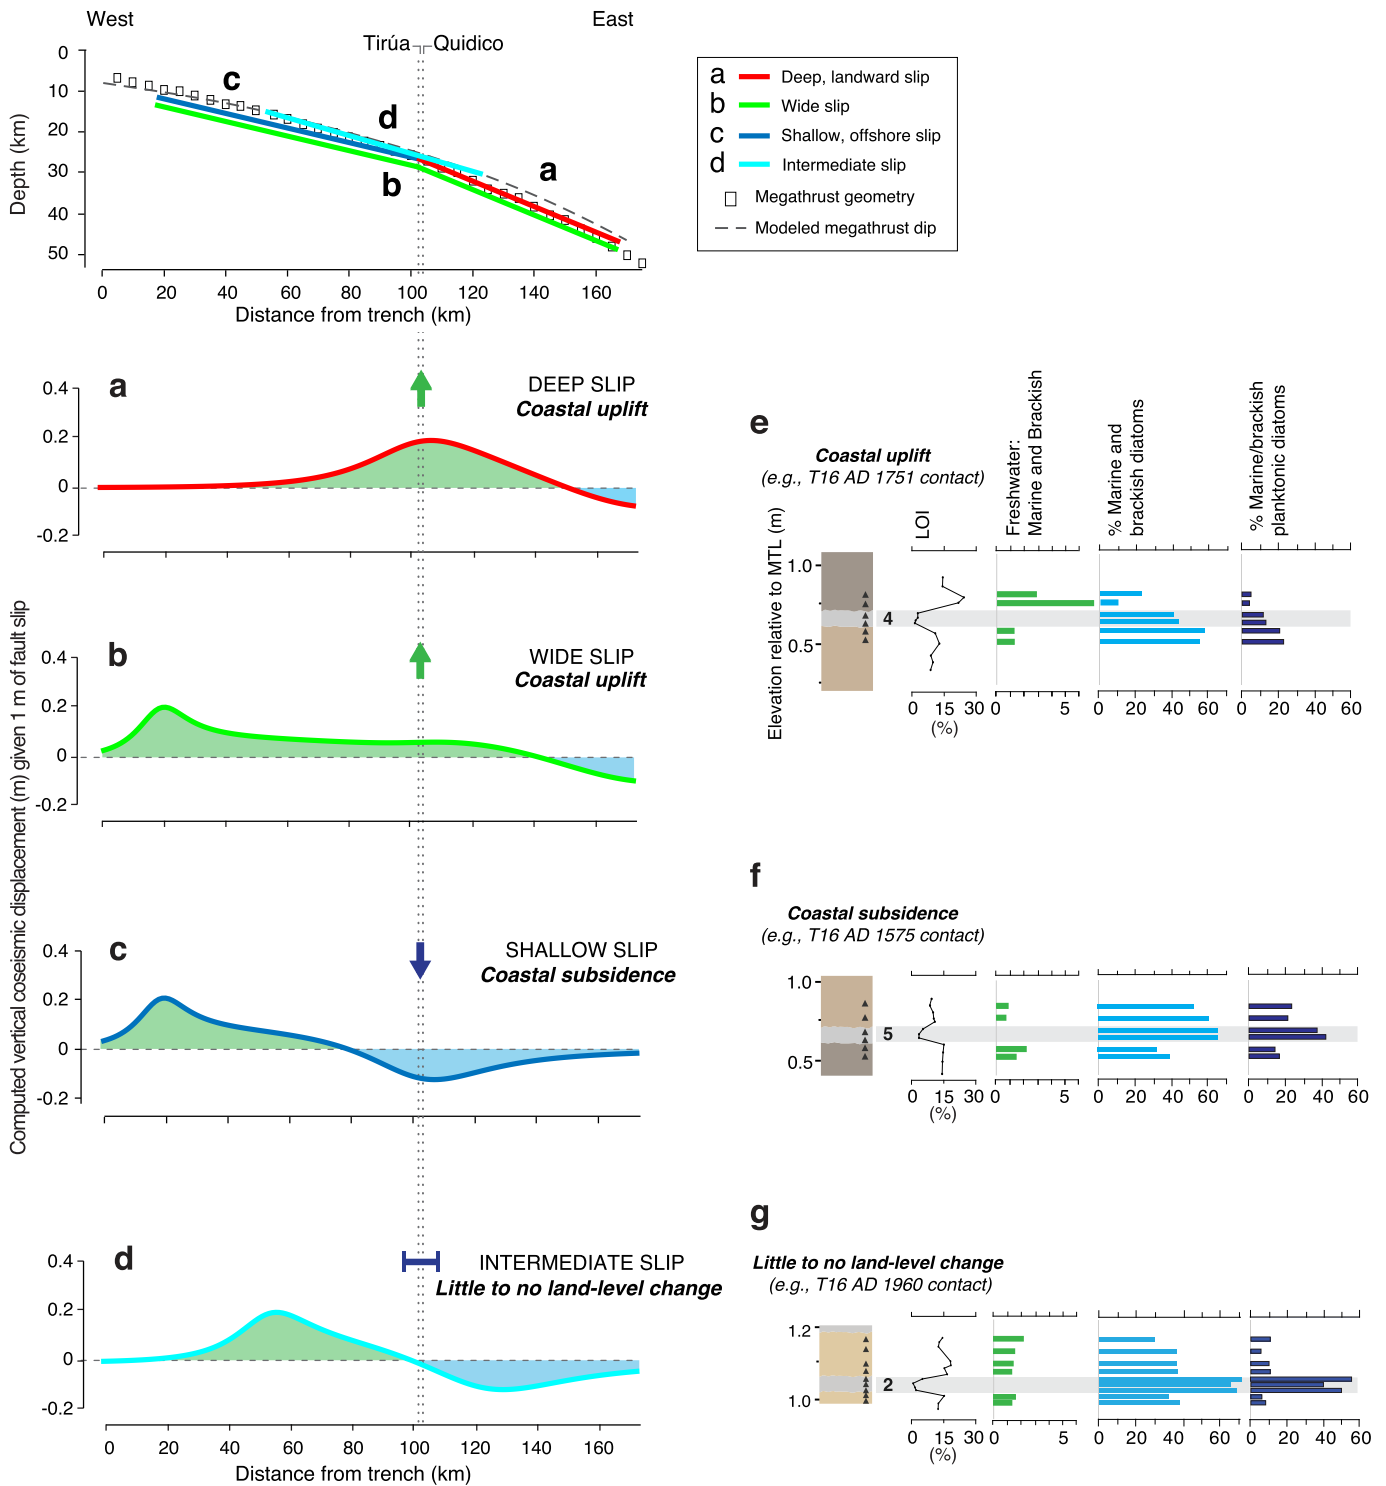 West East
Tirúa Quidico
0
10
20
30
40
50
Depth (km)
c
d
a
b
0 20 40 60 80 100 120 140 160
Distance from trench (km)
a Deep, landward slip
b Wide slip
c Shallow, offshore slip
d Intermediate slip
Megathrust geometry
Modeled megathrust dip
Computed vertical coseismic displacement (m) given 1 m of fault slip
a
DEEP SLIP
Coastal uplift
0.4
0.2
0
-0.2
b
WIDE SLIP
Coastal uplift
0.4
0.2
0
-0.2
c
SHALLOW SLIP
Coastal subsidence
0.4
0.2
0
-0.2
d
INTERMEDIATE SLIP
Little to no land-level change
0.4
0.2
0
-0.2
0 20 40 60 80 100 120 140 160
Distance from trench (km)
e
Coastal uplift
(e.g., T16 AD 1751 contact)
Elevation relative to MTL (m)
LOI
Freshwater:
Marine and Brackish
% Marine and
brackish diatoms
% Marine/brackish
planktonic diatoms
1.0
0.5
4
0 15 30 0 5 0 20 40 60 0 20 40 60
(%)
f
Coastal subsidence
(e.g., T16 AD 1575 contact)
1.0
0.5
5
0 15 30 0 5 0 20 40 60 0 20 40 60
(%)
g
Little to no land-level change
(e.g., T16 AD 1960 contact)
1.2
1.0
2
0 15 30 0 5 0 20 40 60 0 20 40 60
(%)